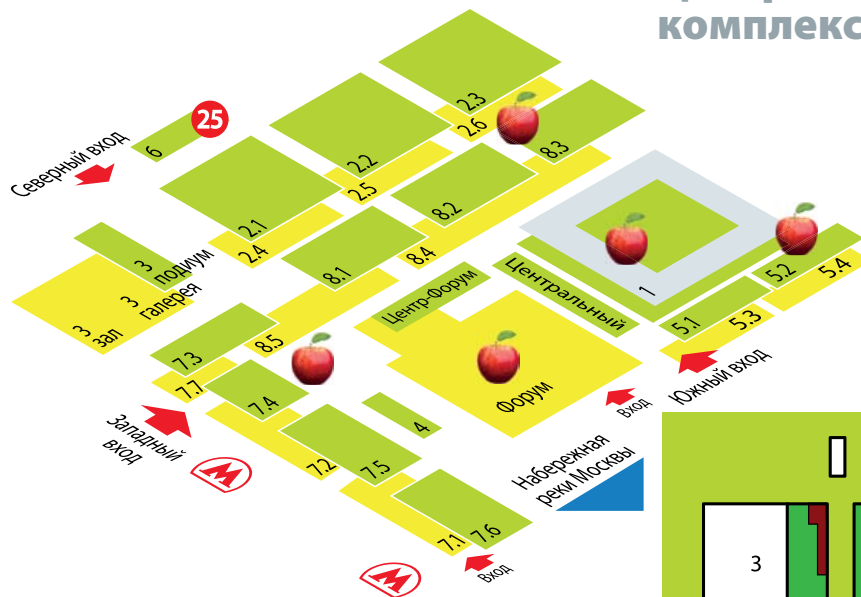 комплекс
2.3
2.6
25
6
Северный вход
8.3
2.2
2.5
2.1
2.4
8.2
8.4
3
подиум
3
галерея
3
зал
8.1
8.5
Центр-Форум
Центральный
1
5.2
5.4
5.1
5.3
7.3
7.7
7.4
4
Форум
Вход
Южный вход
Западный
вход
7.2
7.5
Набережная
реки Москвы
7.1
7.6
Вход
М
М
3